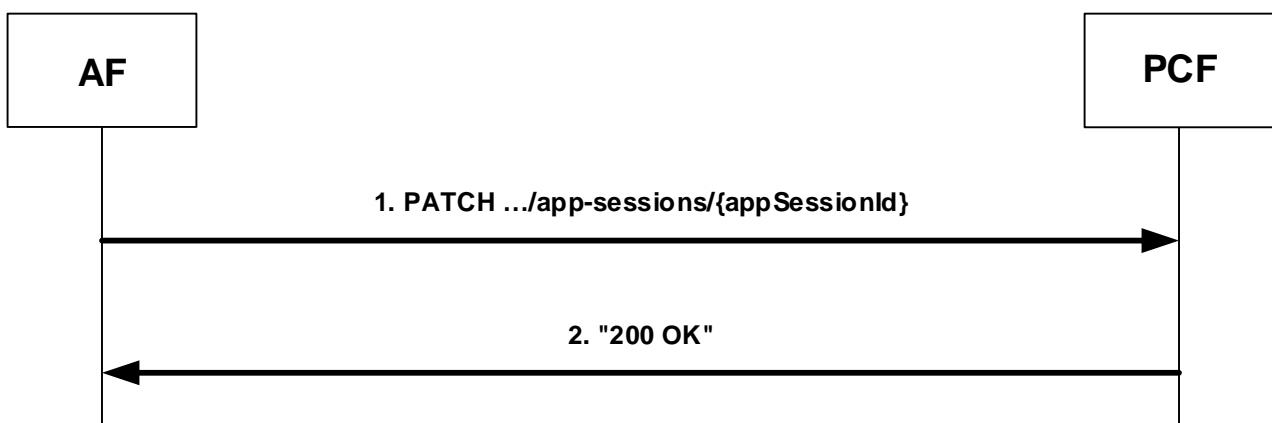 AF
PCF
1. PATCH …/app-sessions/{appSessionId}
2. "200 OK"